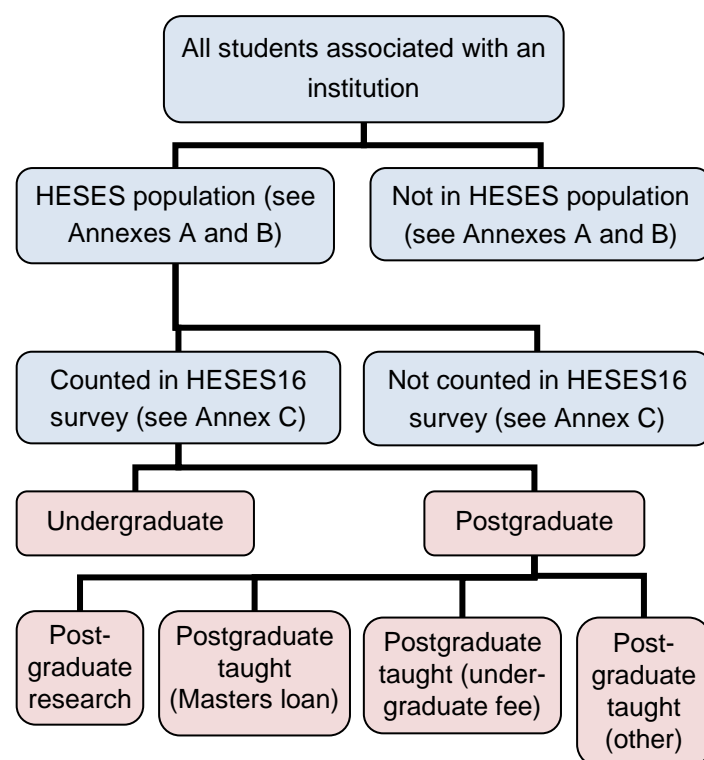 All students associated with an
institution
HESES population (see
Annexes A and B)
Not in HESES population
(see Annexes A and B)
Counted in HESES16
survey (see Annex C)
Not counted in HESES16
survey (see Annex C)
Undergraduate
Postgraduate
Post-
graduate
research
Postgraduate
taught
(Masters loan)
Postgraduate
taught (under-
graduate fee)
Post-
graduate
taught
(other)